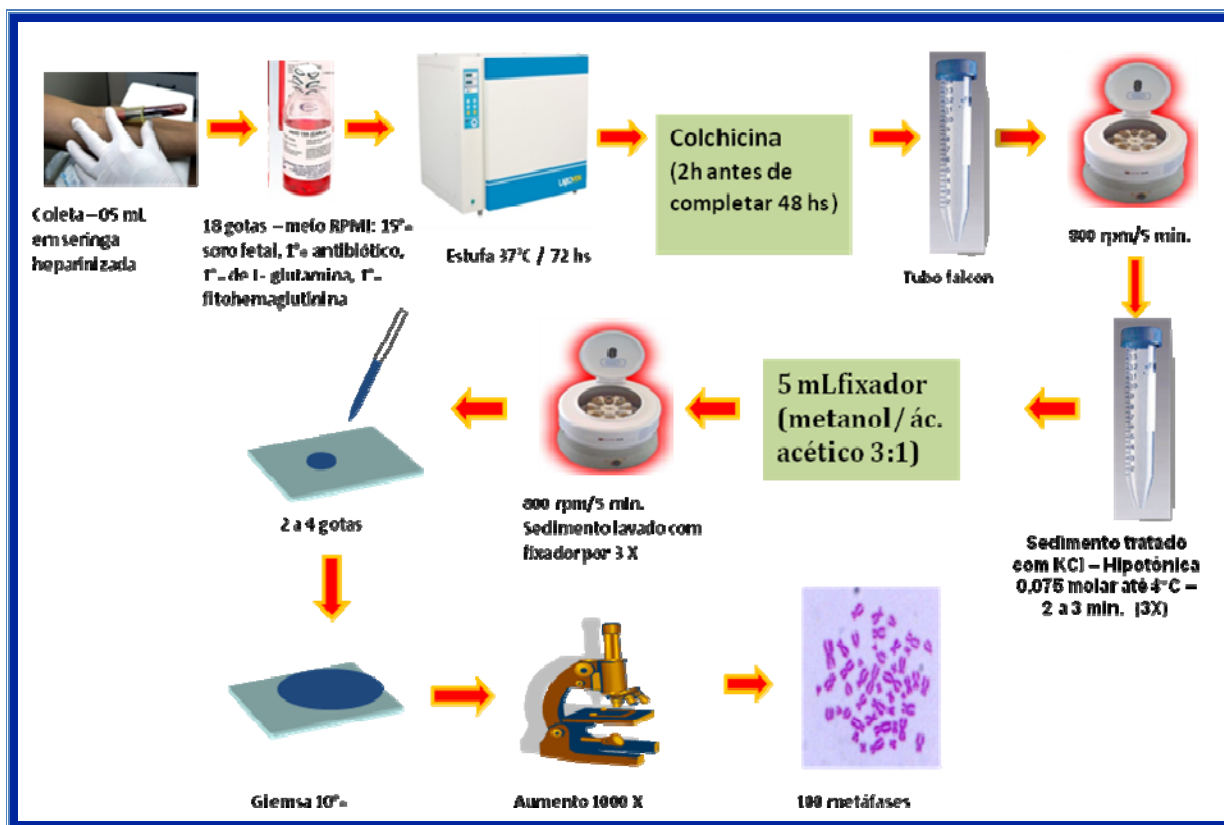 Coleta – 05 mL
em seringa
heparinizada
18 gotas – meio RPMI: 15%
soro fetal, 1% antibiótico,
1% de L- glutamina, 1%
fitohemaglutinina
Estufa 37°C / 72 hs
Colchicina
(2h antes de
completar 48 hs)
Tubo falcon
800 rpm/5 min.
Sedimento tratado
com KCl – Hipotônica
0,075 molar até 4°C –
2 a 3 min. (3X)
5 mLfixador
(metanol/ ác.
acético 3:1)
800 rpm/5 min.
Sedimento lavado com
fixador por 3 X
2 a 4 gotas
Giemsa 10%
Aumento 1000 X
100 metáfases